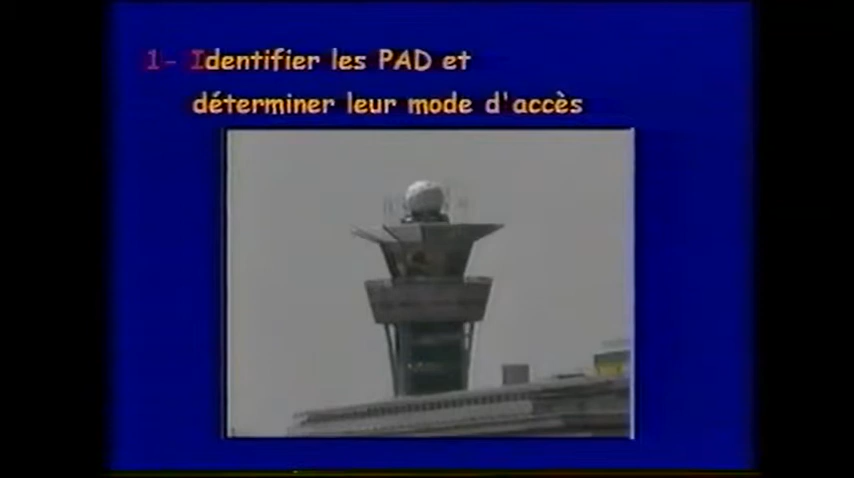 1- Identifier les PAD et
déterminer leur mode d'accès